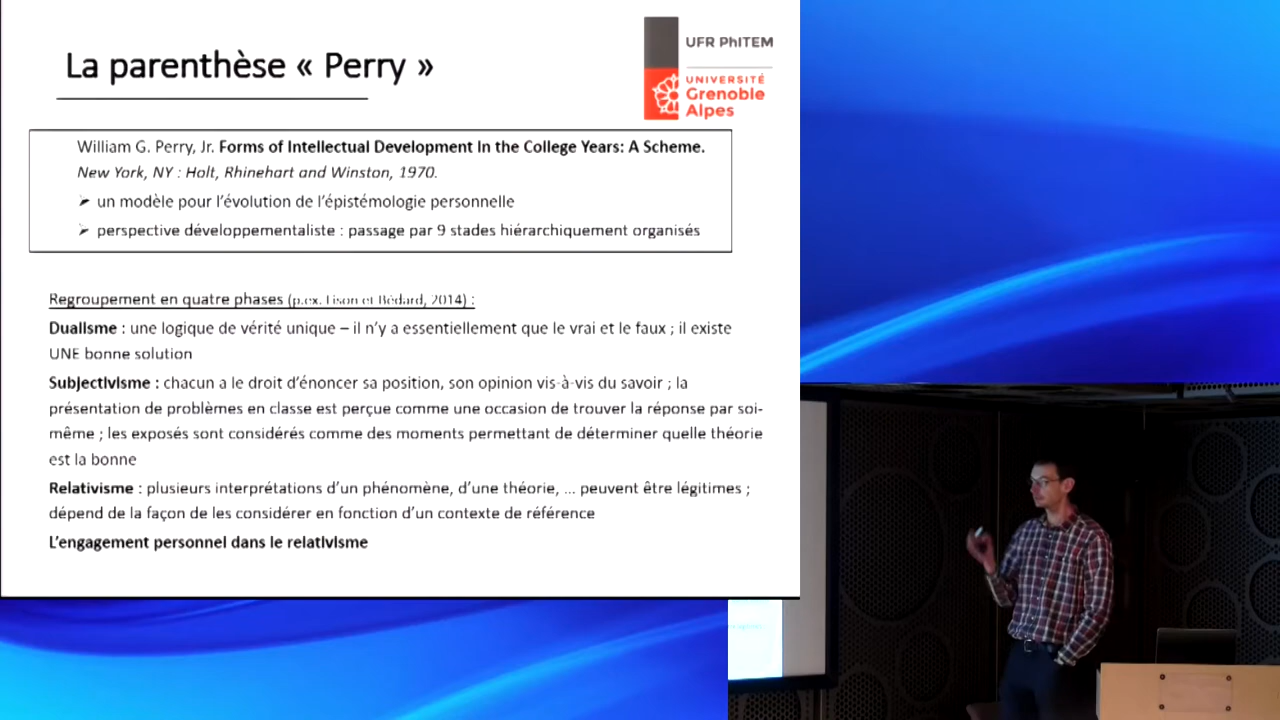 La parenthèse « Perry »
UFR PhITEM
UNIVERSITÉ
Grenoble
Alpes
William G. Perry, Jr. Forms of Intellectual Development In the College Years: A Scheme.
New York, NY : Holt, Rhinehart and Winston, 1970.
➢ un modèle pour l’évolution de l’épistémologie personnelle
➢ perspective développementaliste : passage par 9 stades hiérarchiquement organisés
Regroupement en quatre phases (p.ex. Lison et Bédard, 2014) :
Dualisme : une logique de vérité unique – il n’y a essentiellement que le vrai et le faux ; il existe
UNE bonne solution
Subjectivisme : chacun a le droit d’énoncer sa position, son opinion vis-à-vis du savoir ; la
présentation de problèmes en classe est perçue comme une occasion de trouver la réponse par soi-
même ; les exposés sont considérés comme des moments permettant de déterminer quelle théorie
est la bonne
Relativisme : plusieurs interprétations d’un phénomène, d’une théorie, ... peuvent être légitimes ;
dépend de la façon de les considérer en fonction d’un contexte de référence
L’engagement personnel dans le relativisme